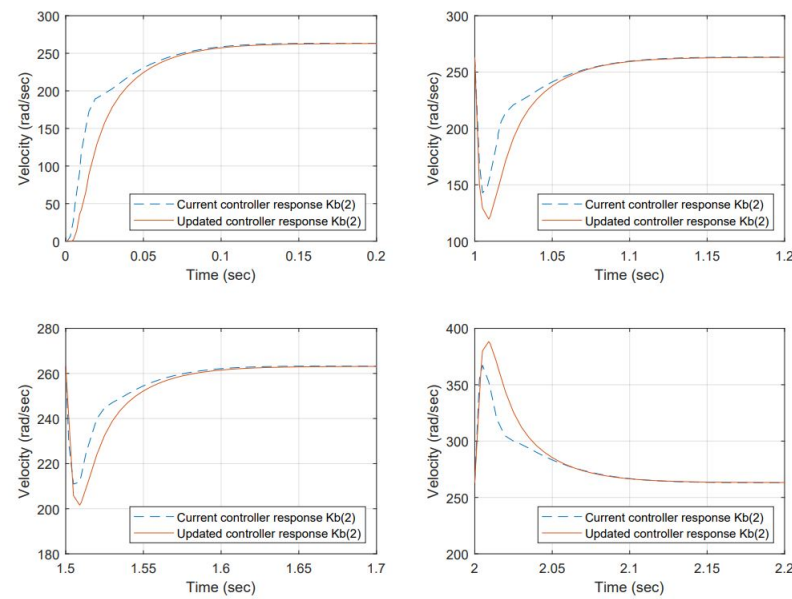 300
250
200
150
100
50
0
Velocity (rad/sec)
Current controller response Kb(2)
Updated controller response Kb(2)
0 0.05 0.1 0.15 0.2
Time (sec)
300
250
200
150
100
Velocity (rad/sec)
Current controller response Kb(2)
Updated controller response Kb(2)
1 1.05 1.1 1.15 1.2
Time (sec)
280
260
240
220
200
180
Velocity (rad/sec)
Current controller response Kb(2)
Updated controller response Kb(2)
1.5 1.55 1.6 1.65 1.7
Time (sec)
400
350
300
250
200
Velocity (rad/sec)
Current controller response Kb(2)
Updated controller response Kb(2)
2 2.05 2.1 2.15 2.2
Time (sec)